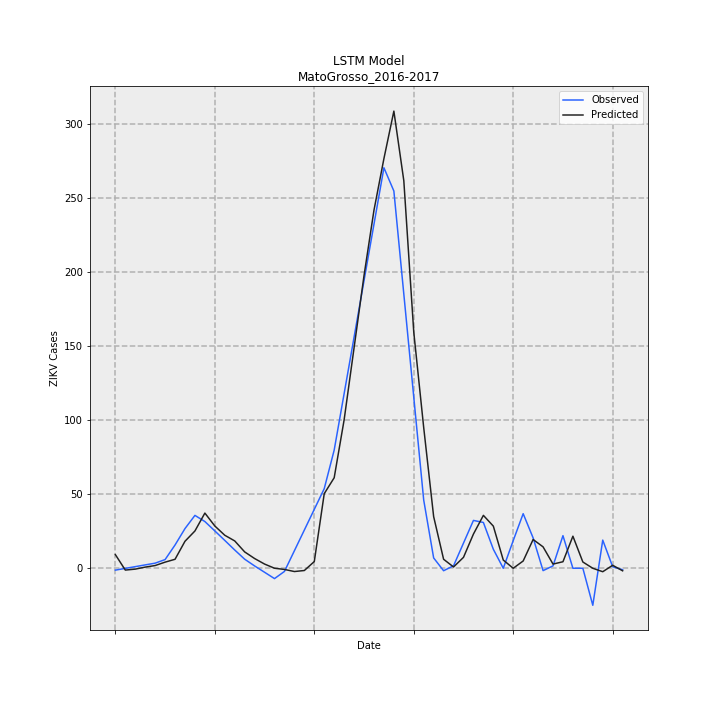 LSTM Model
MatoGrosso_2016-2017
Observed
Predicted
300
250
200
150
100
50
0
ZIKV Cases
Date